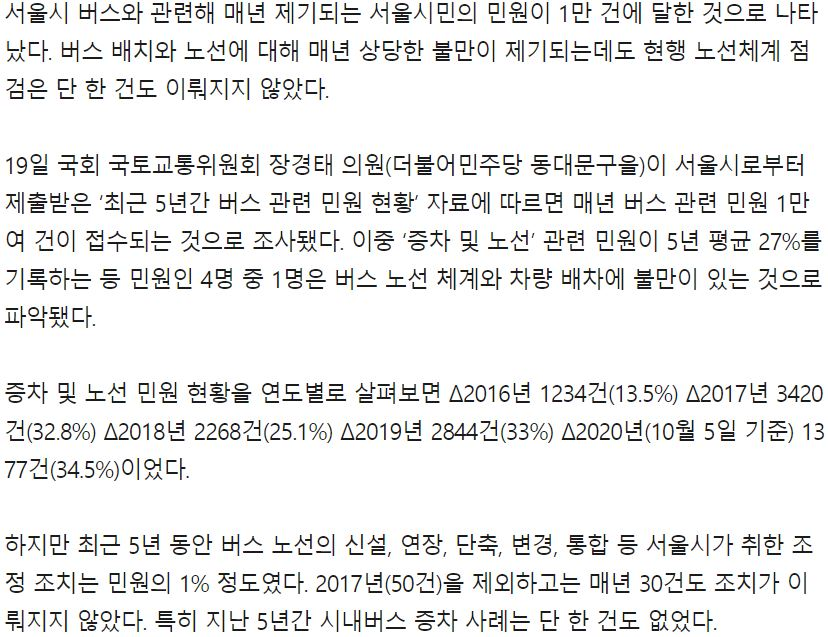 서울시 버스와 관련해 매년 제기되는 서울시민의 민원이 1만 건에 달한 것으로 나타
났다. 버스 배치와 노선에 대해 매년 상당한 불만이 제기되는데도 현행 노선체계 점
검은 단 한 건도 이뤄지지 않았다.
19일 국회 국토교통위원회 장경태 의원(더불어민주당 동대문구을)이 서울시로부터
제출받은 ‘최근 5년간 버스 관련 민원 현황’ 자료에 따르면 매년 버스 관련 민원 1만
여 건이 접수되는 것으로 조사됐다. 이중 ‘증차 및 노선’ 관련 민원이 5년 평균 27%를
기록하는 등 민원인 4명 중 1명은 버스 노선 체계와 차량 배차에 불만이 있는 것으로
파악됐다.
증차 및 노선 민원 현황을 연도별로 살펴보면 Δ2016년 1234건(13.5%) Δ2017년 3420
건(32.8%) Δ2018년 2268건(25.1%) Δ2019년 2844건(33%) Δ2020년(10월 5일 기준) 13
77건(34.5%)이었다.
하지만 최근 5년 동안 버스 노선의 신설, 연장, 단축, 변경, 통합 등 서울시가 취한 조
정 조치는 민원의 1% 정도였다. 2017년(50건)을 제외하고는 매년 30건도 조치가 이
뤄지지 않았다. 특히 지난 5년간 시내버스 증차 사례는 단 한 건도 없었다.